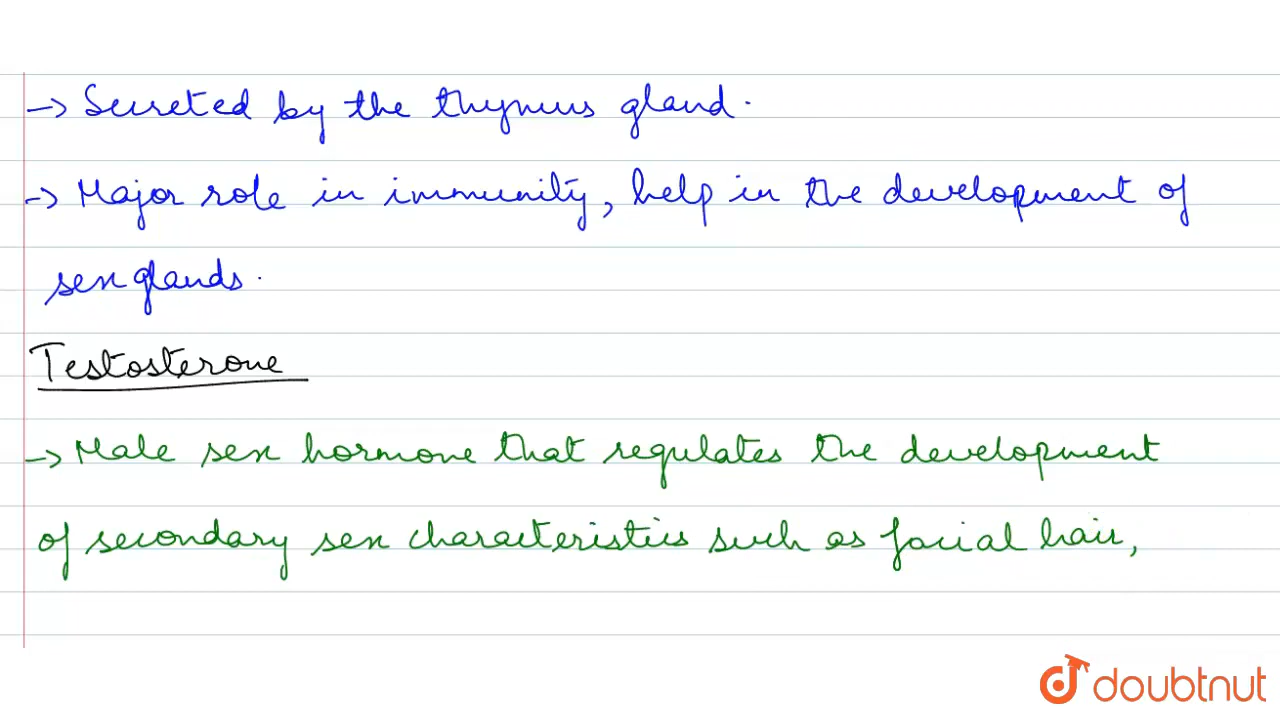 → Secreted by the thymus gland.
→ Major role in immunity, help in the development of
sex glands.
Testosterone
→ Male sex hormone that regulates the development
of secondary sex characteristics such as facial hair,
doubtnut